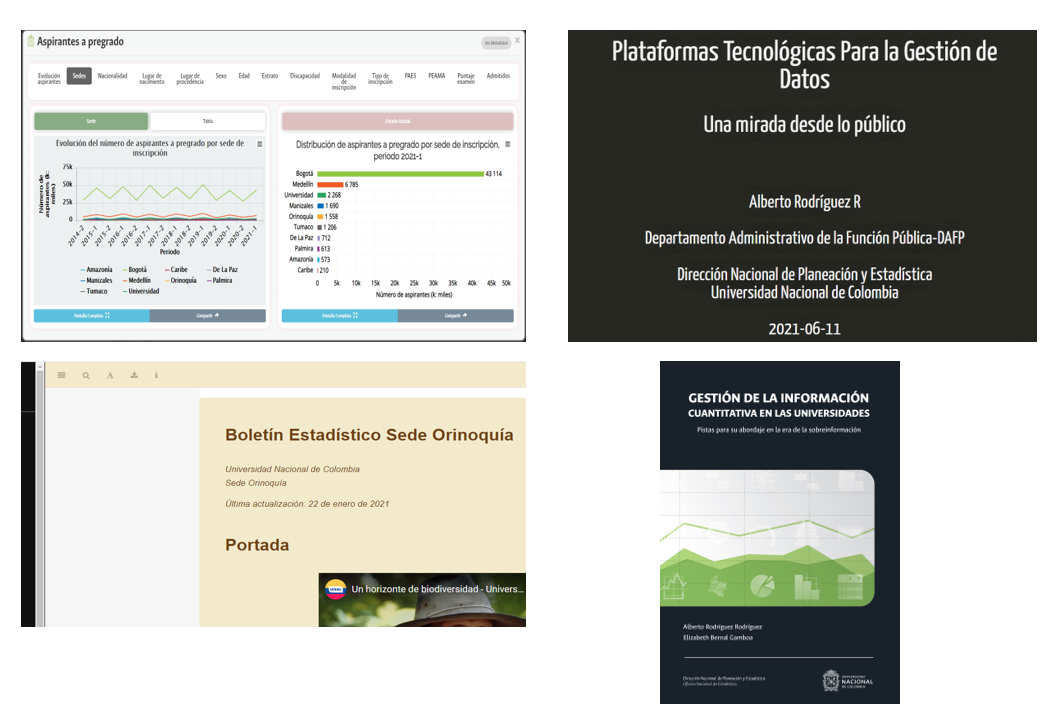 Aspirantes a pregrado
Ver Metadatos
X
Evolución aspirantes
Sedes
Nacionalidad
Lugar de nacimiento
Lugar de procedencia
Sexo
Edad
Estrato
Discapacidad
Modalidad de inscripción
Tipo de inscripción
PAES
PEAMA
Puntaje examen
Admitidos
Serie
Tabla
Evolución del número de aspirantes a pregrado por sede de
inscripción
Número de
aspirantes (k:
miles)
75k
50k
25k
0
2014-2
2015-1
2015-2
2016-1
2016-2
2017-1
2017-2
2018-1
2018-2
2019-1
2019-2
2020-1
2020-2
2021-1
Periodo
Amazonía
Bogotá
Caribe
De La Paz
Manizales
Medellín
Orinoquía
Palmira
Tumaco
Universidad
Pantalla Completa
Compartir
Estado Actual
Distribución de aspirantes a pregrado por sede de inscripción,
periodo 2021-1
Bogotá 43 114
Medellín 6 785
Universidad 2 268
Manizales 1 690
Orinoquía 1 558
Tumaco 1 206
De La Paz 712
Palmira 613
Amazonía 573
Caribe 210
0 5k 10k 15k 20k 25k 30k 35k 40k 45k 50k
Número de aspirantes (k: miles)
Pantalla Completa
Compartir
Plataformas Tecnológicas Para la Gestión de
Datos
Una mirada desde lo público
Alberto Rodríguez R
Departamento Administrativo de la Función Pública-DAFP
Dirección Nacional de Planeación y Estadística
Universidad Nacional de Colombia
2021-06-11
Boletín Estadístico Sede Orinoquía
Universidad Nacional de Colombia
Sede Orinoquía
Última actualización: 22 de enero de 2021
Portada
Un horizonte de biodiversidad - Univers...
GESTIÓN DE LA INFORMACIÓN
CUANTITATIVA EN LAS UNIVERSIDADES
Pistas para su abordaje en la era de la sobreinformación
Alberto Rodríguez Rodríguez
Elizabeth Bernal Gamboa
Dirección Nacional de Planeación y Estadística
Oficina Nacional de Estadística
UNIVERSIDAD
NACIONAL
DE COLOMBIA